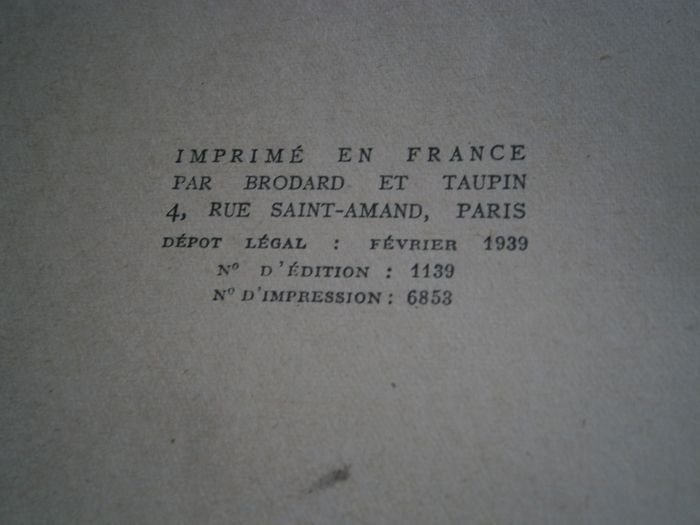 IMPRIMÉ EN FRANCE
PAR BRODARD ET TAUPIN
4, RUE SAINT-AMAND, PARIS
DÉPOT LÉGAL : FÉVRIER 1939
Nº D'ÉDITION : 1139
Nº D'IMPRESSION : 6853